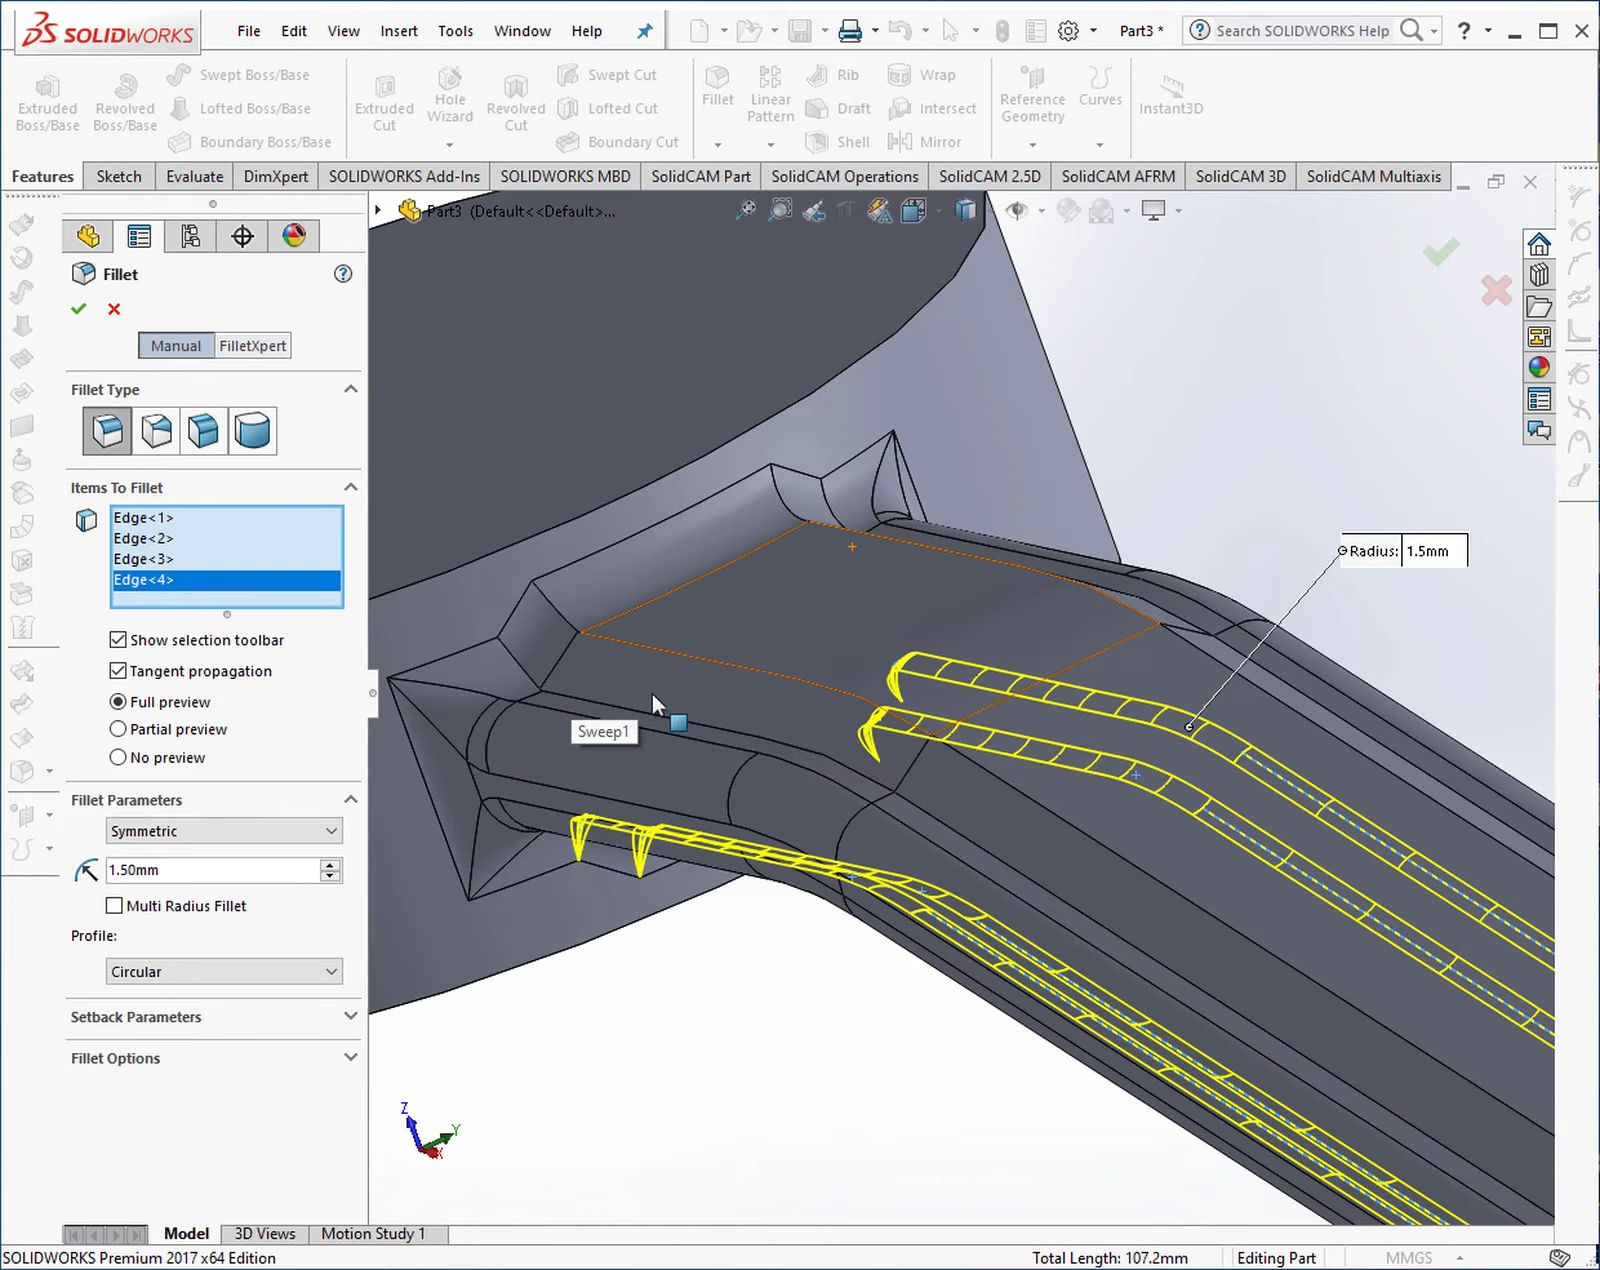 SOLIDWORKS File Edit View Insert Tools Window Help Part3 * Search SOLIDWORKS Help ?
Extruded Boss/Base
Revolved Boss/Base
Swept Boss/Base
Lofted Boss/Base
Boundary Boss/Base
Extruded Cut
Hole Wizard
Revolved Cut
Swept Cut
Lofted Cut
Boundary Cut
Fillet
Linear Pattern
Rib
Draft
Shell
Wrap
Intersect
Mirror
Reference Geometry
Curves
Instant3D
Features Sketch Evaluate DimXpert SOLIDWORKS Add-Ins SOLIDWORKS MBD SolidCAM Part SolidCAM Operations SolidCAM 2.5D SolidCAM AFRM SolidCAM 3D SolidCAM Multiaxis
Part3 (Default<<Default>...
Fillet ?
Manual FilletXpert
Fillet Type
Items To Fillet
Edge<1>
Edge<2>
Edge<3>
Edge<4>
Show selection toolbar
Tangent propagation
Full preview
Partial preview
No preview
Fillet Parameters
Symmetric
1.50mm
Multi Radius Fillet
Profile:
Circular
Setback Parameters
Fillet Options
Radius: 1.5mm
Sweep1
Z
Y
X
Model 3D Views Motion Study 1
SOLIDWORKS Premium 2017 x64 Edition Total Length: 107.2mm Editing Part MMGS